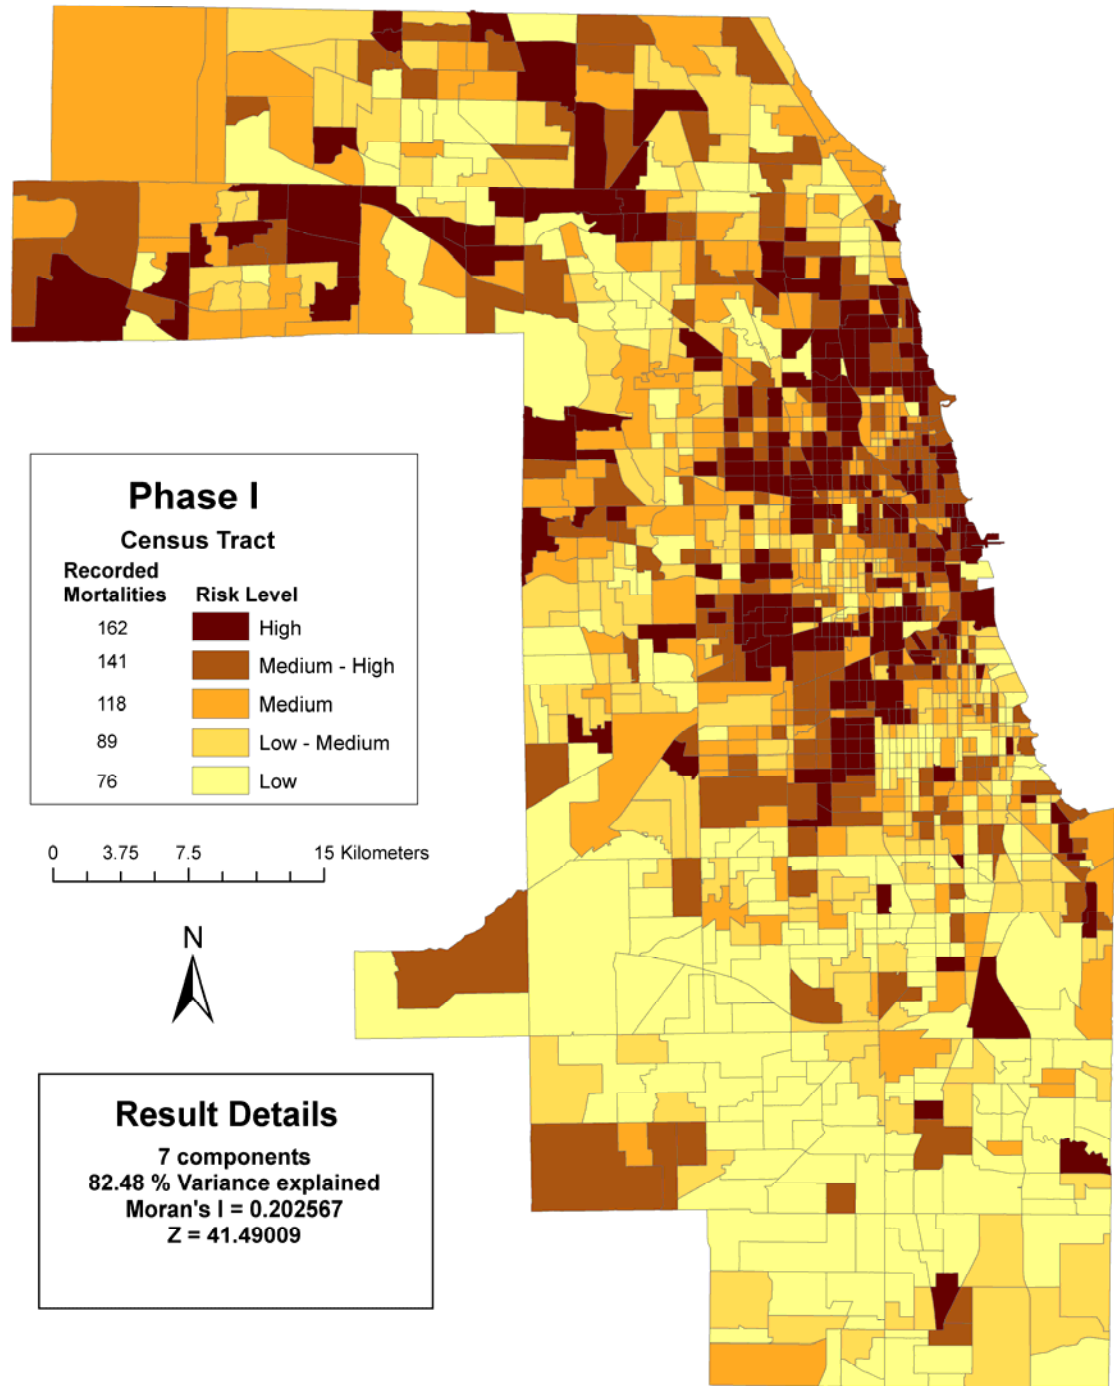 Phase I
Census Tract
Recorded
Mortalities Risk Level
162 High
141 Medium - High
118 Medium
89 Low - Medium
76 Low
0 3.75 7.5 15 Kilometers
N
Result Details
7 components
82.48 % Variance explained
Moran's I = 0.202567
Z = 41.49009